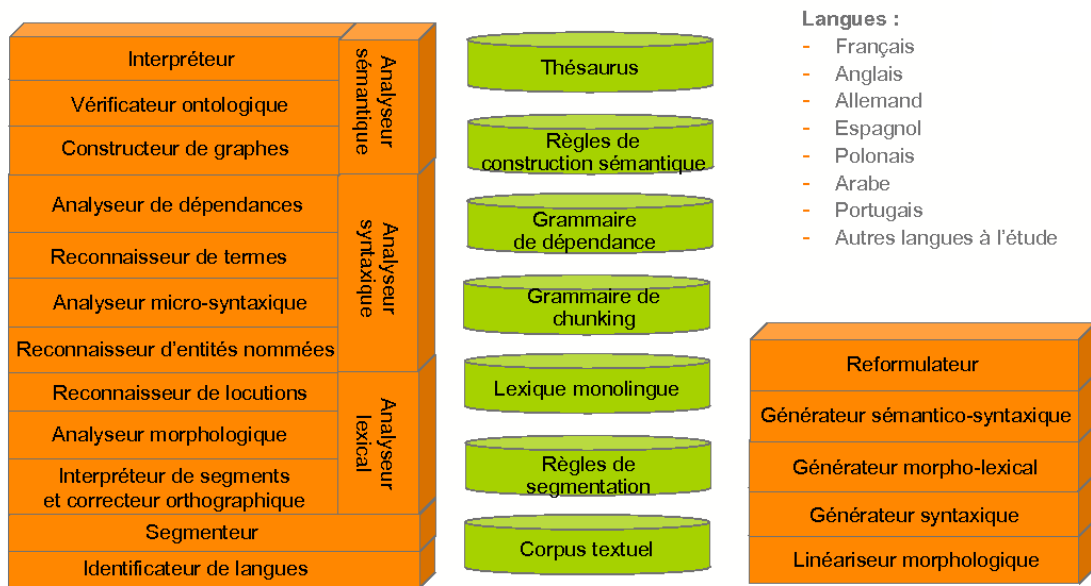 Interpréteur
Vérificateur ontologique
Constructeur de graphes
Analyseur
sémantique
Analyseur de dépendances
Reconnaisseur de termes
Analyseur micro-syntaxique
Reconnaisseur d'entités nommées
Analyseur
syntaxique
Reconnaisseur de locutions
Analyseur morphologique
Interpréteur de segments
et correcteur orthographique
Analyseur
lexical
Segmenteur
Identificateur de langues
Thésaurus
Règles de
construction sémantique
Grammaire
de dépendance
Grammaire de
chunking
Lexique monolingue
Règles de
segmentation
Corpus textuel
Langues :
- Français
- Anglais
- Allemand
- Espagnol
- Polonais
- Arabe
- Portugais
- Autres langues à l'étude
Reformulateur
Générateur sémantico-syntaxique
Générateur morpho-lexical
Générateur syntaxique
Linéariseur morphologique